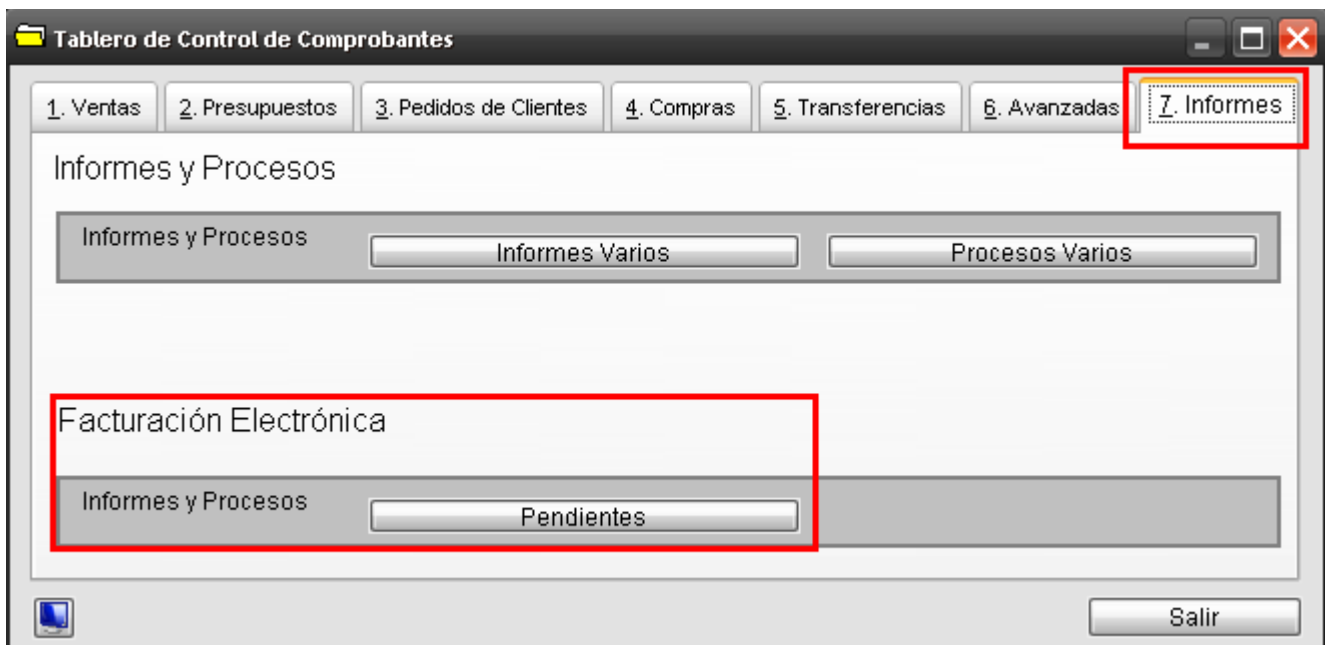 Tablero de Control de Comprobantes
1. Ventas 2. Presupuestos 3. Pedidos de Clientes 4. Compras 5. Transferencias 6. Avanzadas 7. Informes
Informes y Procesos
Informes y Procesos Informes Varios Procesos Varios
Facturación Electrónica
Informes y Procesos Pendientes
Salir